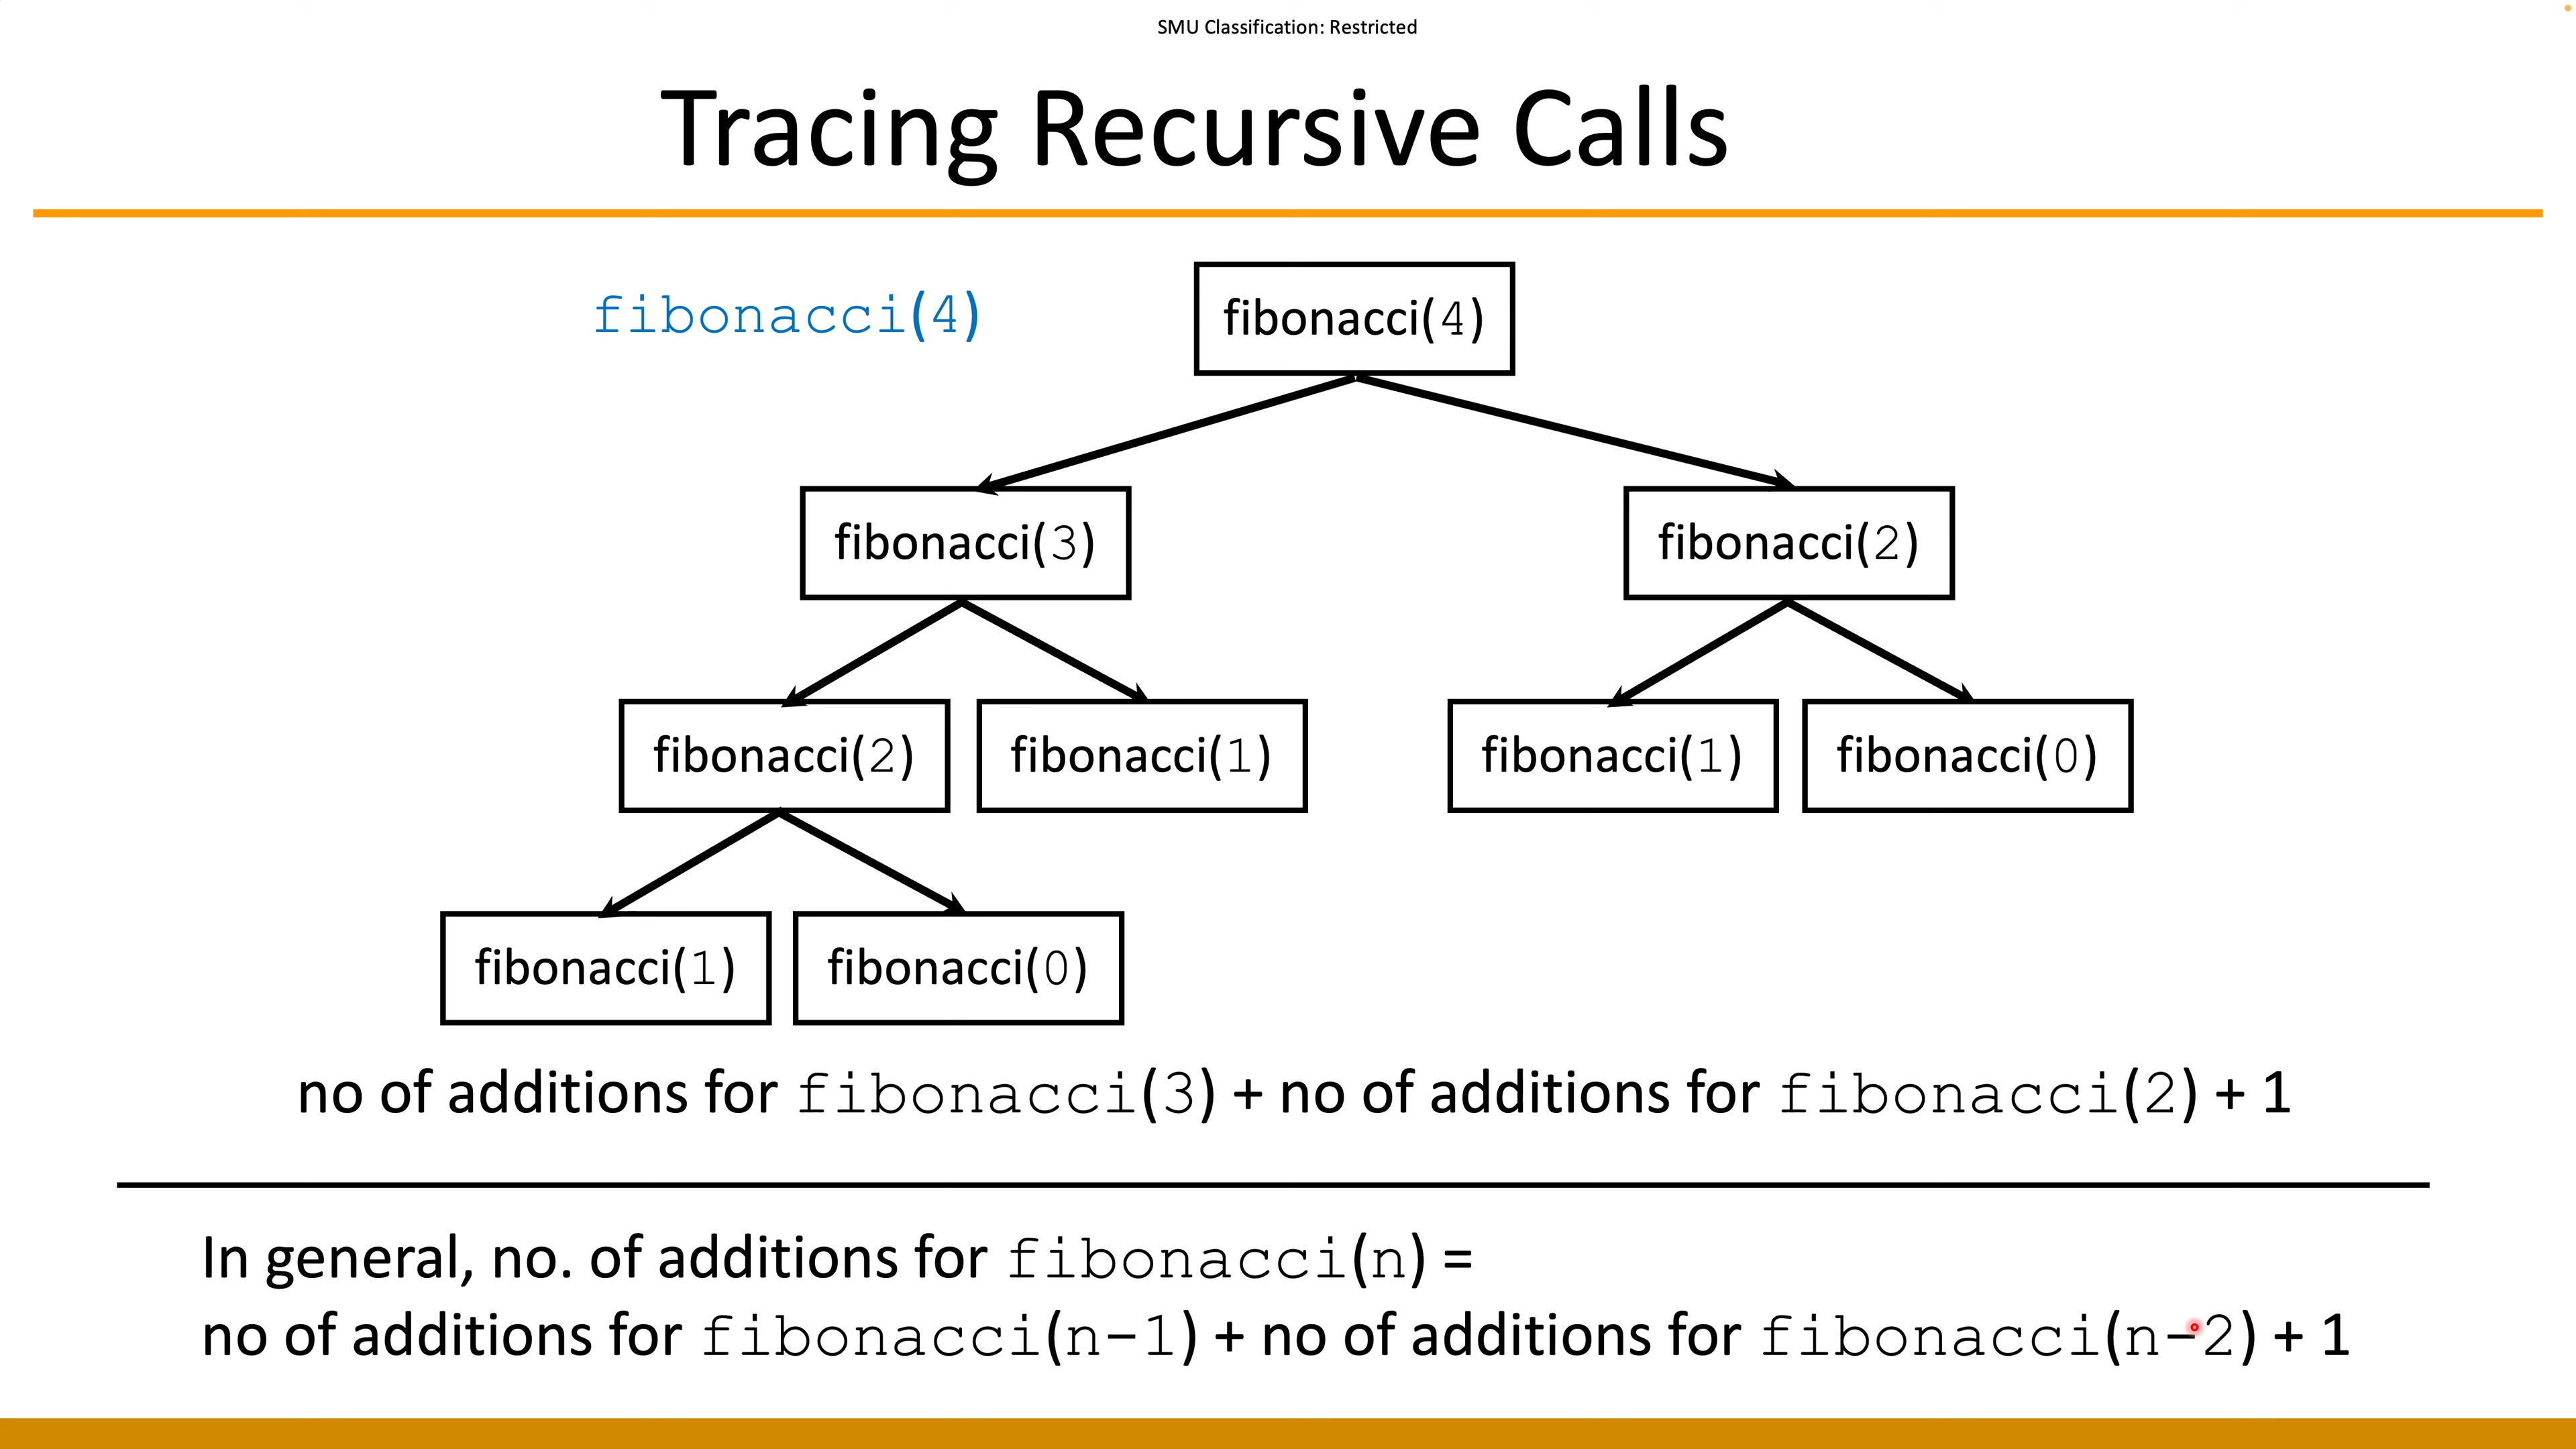 SMU Classification: Restricted
Tracing Recursive Calls
fibonacci(4)
fibonacci(4)
fibonacci(3)
fibonacci(2)
fibonacci(2)
fibonacci(1)
fibonacci(1)
fibonacci(0)
fibonacci(1)
fibonacci(0)
no of additions for fibonacci(3) + no of additions for fibonacci(2) + 1
In general, no. of additions for fibonacci(n) =
no of additions for fibonacci(n-1) + no of additions for fibonacci(n-2) + 1